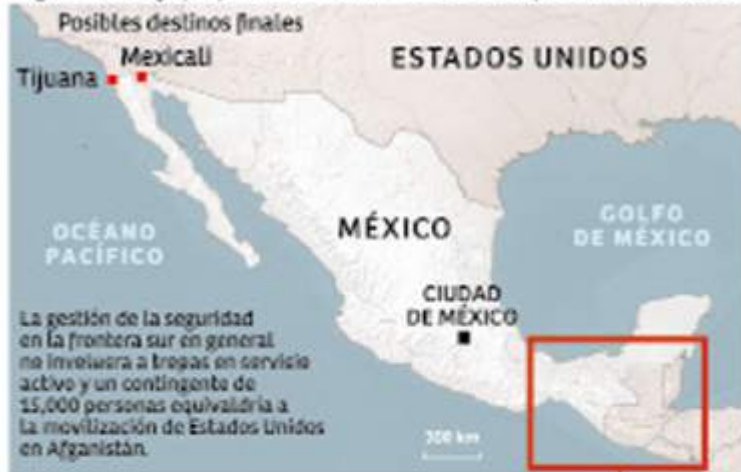 Posibles destinos finales
Mexicali
Tijuana
ESTADOS UNIDOS
OCÉANO
PACÍFICO
MÉXICO
GOLFO
DE MÉXICO
CIUDAD
DE MÉXICO
La gestión de la seguridad
en la frontera sur en general
no involucra a tropas en servicio
activo y un contingente de
15,000 personas equivaldría a
la movilización de Estados Unidos
en Afganistán.
300 km